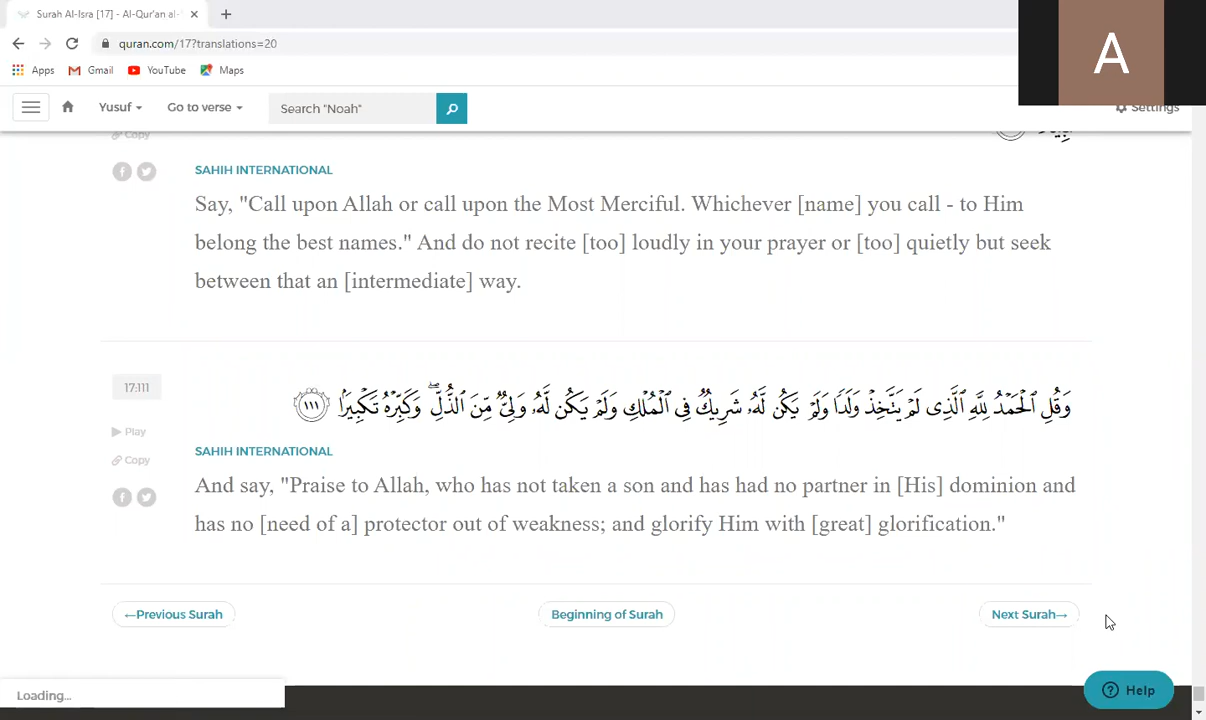 Surah Al-Isra [17] - Al-Qur'an al-
quran.com/17?translations=20
Apps Gmail YouTube Maps
A
Yusuf Go to verse Search "Noah" Settings
Copy
SAHIH INTERNATIONAL
Say, "Call upon Allah or call upon the Most Merciful. Whichever [name] you call - to Him
belong the best names." And do not recite [too] loudly in your prayer or [too] quietly but seek
between that an [intermediate] way.
17:111
وَقُلِ ٱلْحَمْدُ لِلَّهِ ٱلَّذِى لَمْ يَتَّخِذْ وَلَدًا وَلَمْ يَكُن لَّهُۥ شَرِيكٌ فِى ٱلْمُلْكِ وَلَمْ يَكُن لَّهُۥ وَلِىٌّ مِّنَ ٱلذُّلِّ ۖ وَكَبِّرْهُ تَكْبِيرًۢا ١١١
Play
Copy
SAHIH INTERNATIONAL
And say, "Praise to Allah, who has not taken a son and has had no partner in [His] dominion and
has no [need of a] protector out of weakness; and glorify Him with [great] glorification."
←Previous Surah Beginning of Surah Next Surah→
Loading...
Help